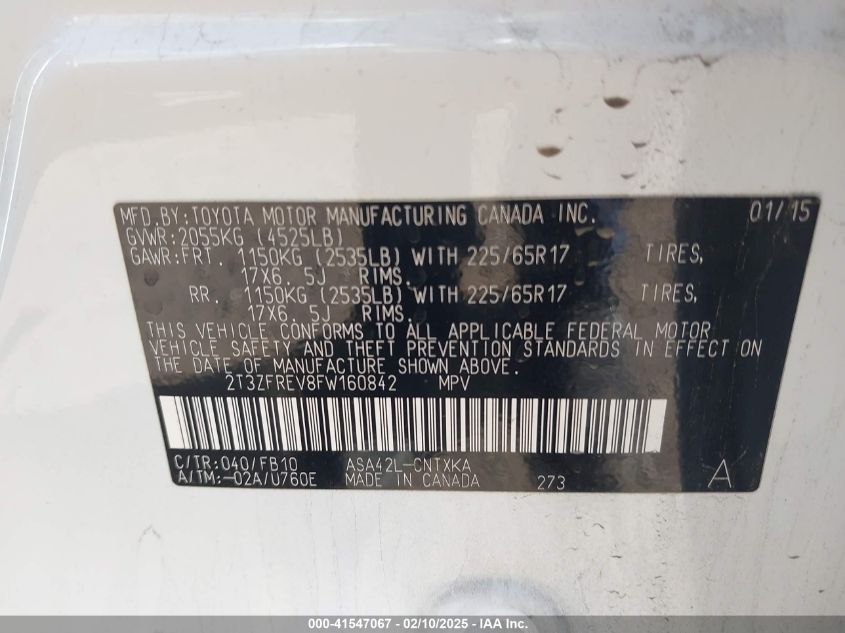 MFD.BY:TOYOTA MOTOR MANUFACTURING CANADA INC. 01/15
GVWR:2055KG (4525LB)
GAWR:FRT. 1150KG (2535LB) WITH 225/65R17 TIRES,
17X6. 5J RIMS.
RR. 1150KG (2535LB) WITH 225/65R17 TIRES,
17X6. 5J RIMS.
THIS VEHICLE CONFORMS TO ALL APPLICABLE FEDERAL MOTOR
VEHICLE SAFETY AND THEFT PREVENTION STANDARDS IN EFFECT ON
THE DATE OF MANUFACTURE SHOWN ABOVE.
2T3ZFREV8FW160842 MPV
C/TR:040/FB10 ASA42L-CNTXKA
A/TM:-02A/U760E MADE IN CANADA 273 A
000-41547067 - 02/10/2025 - IAA Inc.